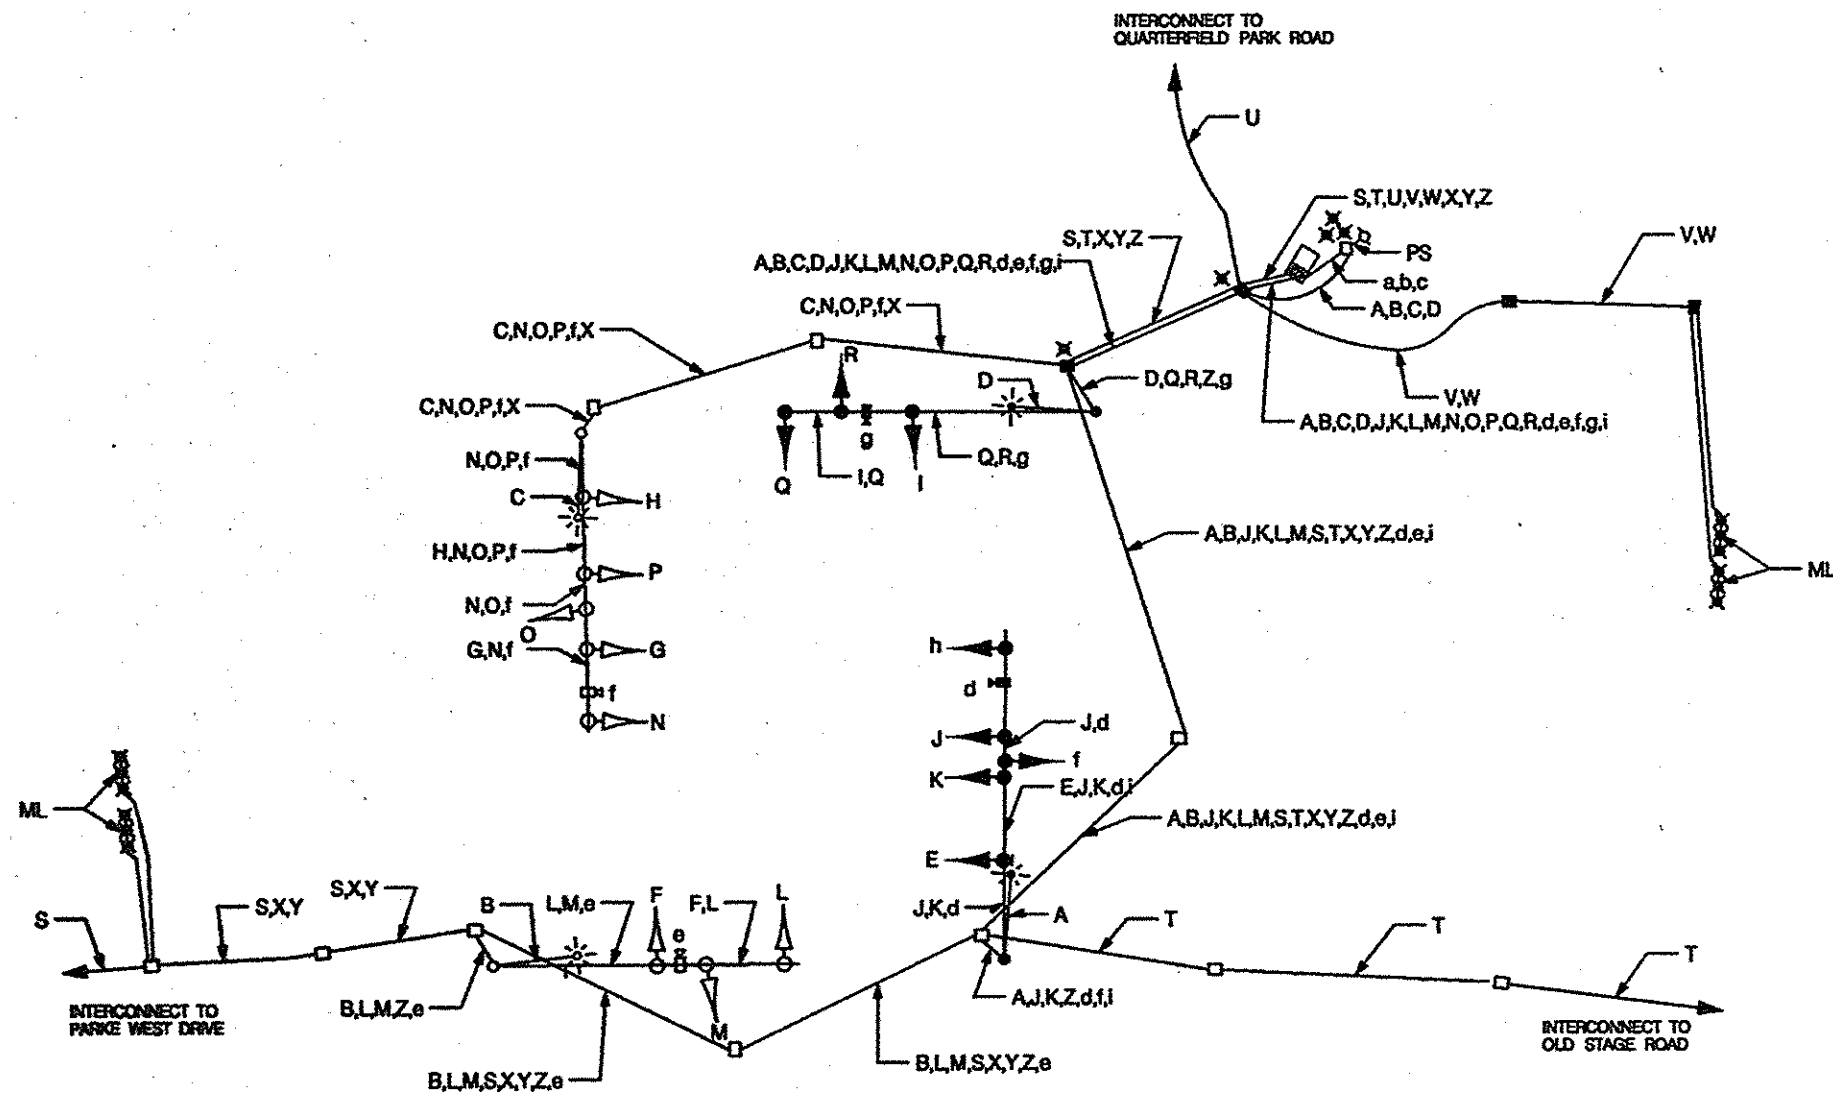 INTERCONNECT TO
QUARTERFIELD PARK ROAD
U
S,T,U,V,W,X,Y,Z
b
S,T,X,Y,Z
V,W
PS
A,B,C,D,J,K,L,M,N,O,P,Q,R,d,e,f,g,i
a,b,c
C,N,O,P,f,X
A,B,C,D
C,N,O,P,f,X
R
D
D,Q,R,Z,g
V,W
C,N,O,P,f,X
A,B,C,D,J,K,L,M,N,O,P,Q,R,d,e,f,g,i
g
N,O,P,f
Q,R,g
Q
I,Q
I
C
H
A,B,J,K,L,M,S,T,X,Y,Z,d,e,i
H,N,O,P,f
P
ML
N,O,f
O
h
G,N,f
G
d
f
N
J,d
J
f
K
E,J,K,d,i
ML
A,B,J,K,L,M,S,T,X,Y,Z,d,e,i
E
S,X,Y
S,X,Y
B
L,M,e
F
F,L
L
J,K,d
A
T
S
e
T
T
A,J,K,Z,d,f,i
INTERCONNECT TO
PARKE WEST DRIVE
B,L,M,Z,e
M
INTERCONNECT TO
OLD STAGE ROAD
B,L,M,S,X,Y,Z,e
B,L,M,S,X,Y,Z,e